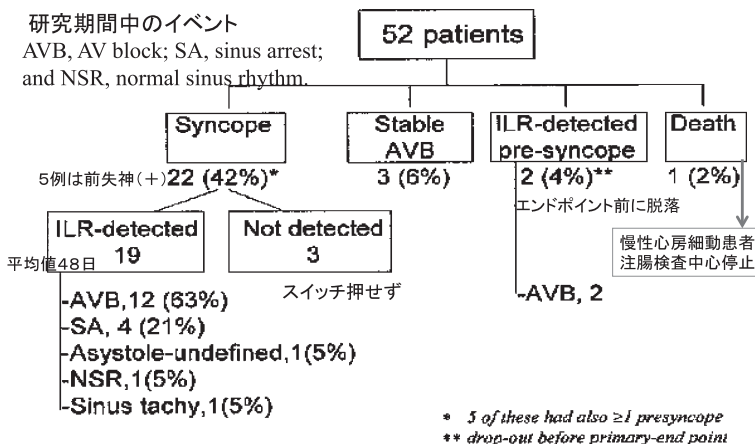 研究期間中のイベント
AVB, AV block; SA, sinus arrest;
and NSR, normal sinus rhythm.
52 patients
Syncope
Stable
AVB
ILR-detected
pre-syncope
Death
5例は前失神(+)
22 (42%)*
3 (6%)
2 (4%)**
1 (2%)
エンドポイント前に脱落
慢性心房細動患者
注腸検査中心停止
ILR-detected
19
Not detected
3
平均値48日
スイッチ押せず
-AVB, 2
-AVB,12 (63%)
-SA, 4 (21%)
-Asystole-undefined,1(5%)
-NSR,1(5%)
-Sinus tachy,1(5%)
* 5 of these had also ≥1 presyncope
** drop-out before primary-end point